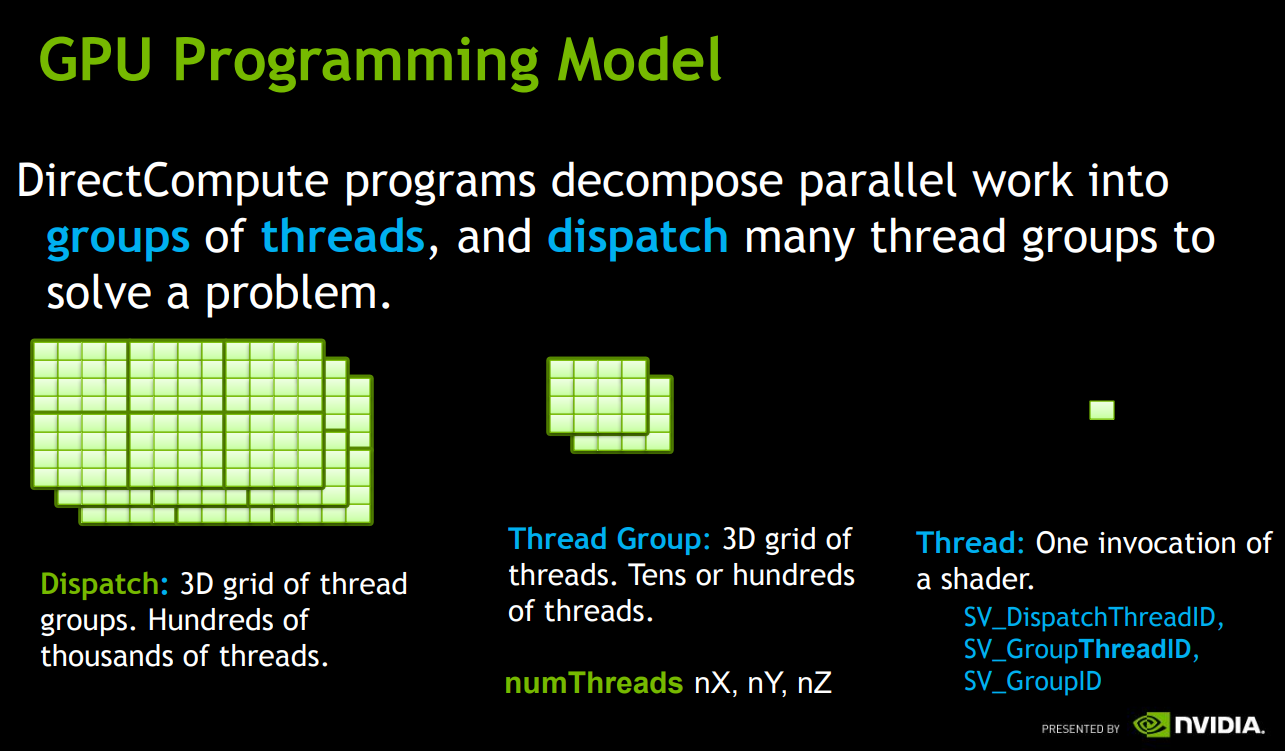 GPU Programming Model
DirectCompute programs decompose parallel work into
groups of threads, and dispatch many thread groups to
solve a problem.
Dispatch: 3D grid of thread
groups. Hundreds of
thousands of threads.
Thread Group: 3D grid of
threads. Tens or hundreds
of threads.
numThreads nX, nY, nZ
Thread: One invocation of
a shader.
SV_DispatchThreadID,
SV_GroupThreadID,
SV_GroupID
PRESENTED BY NVIDIA.